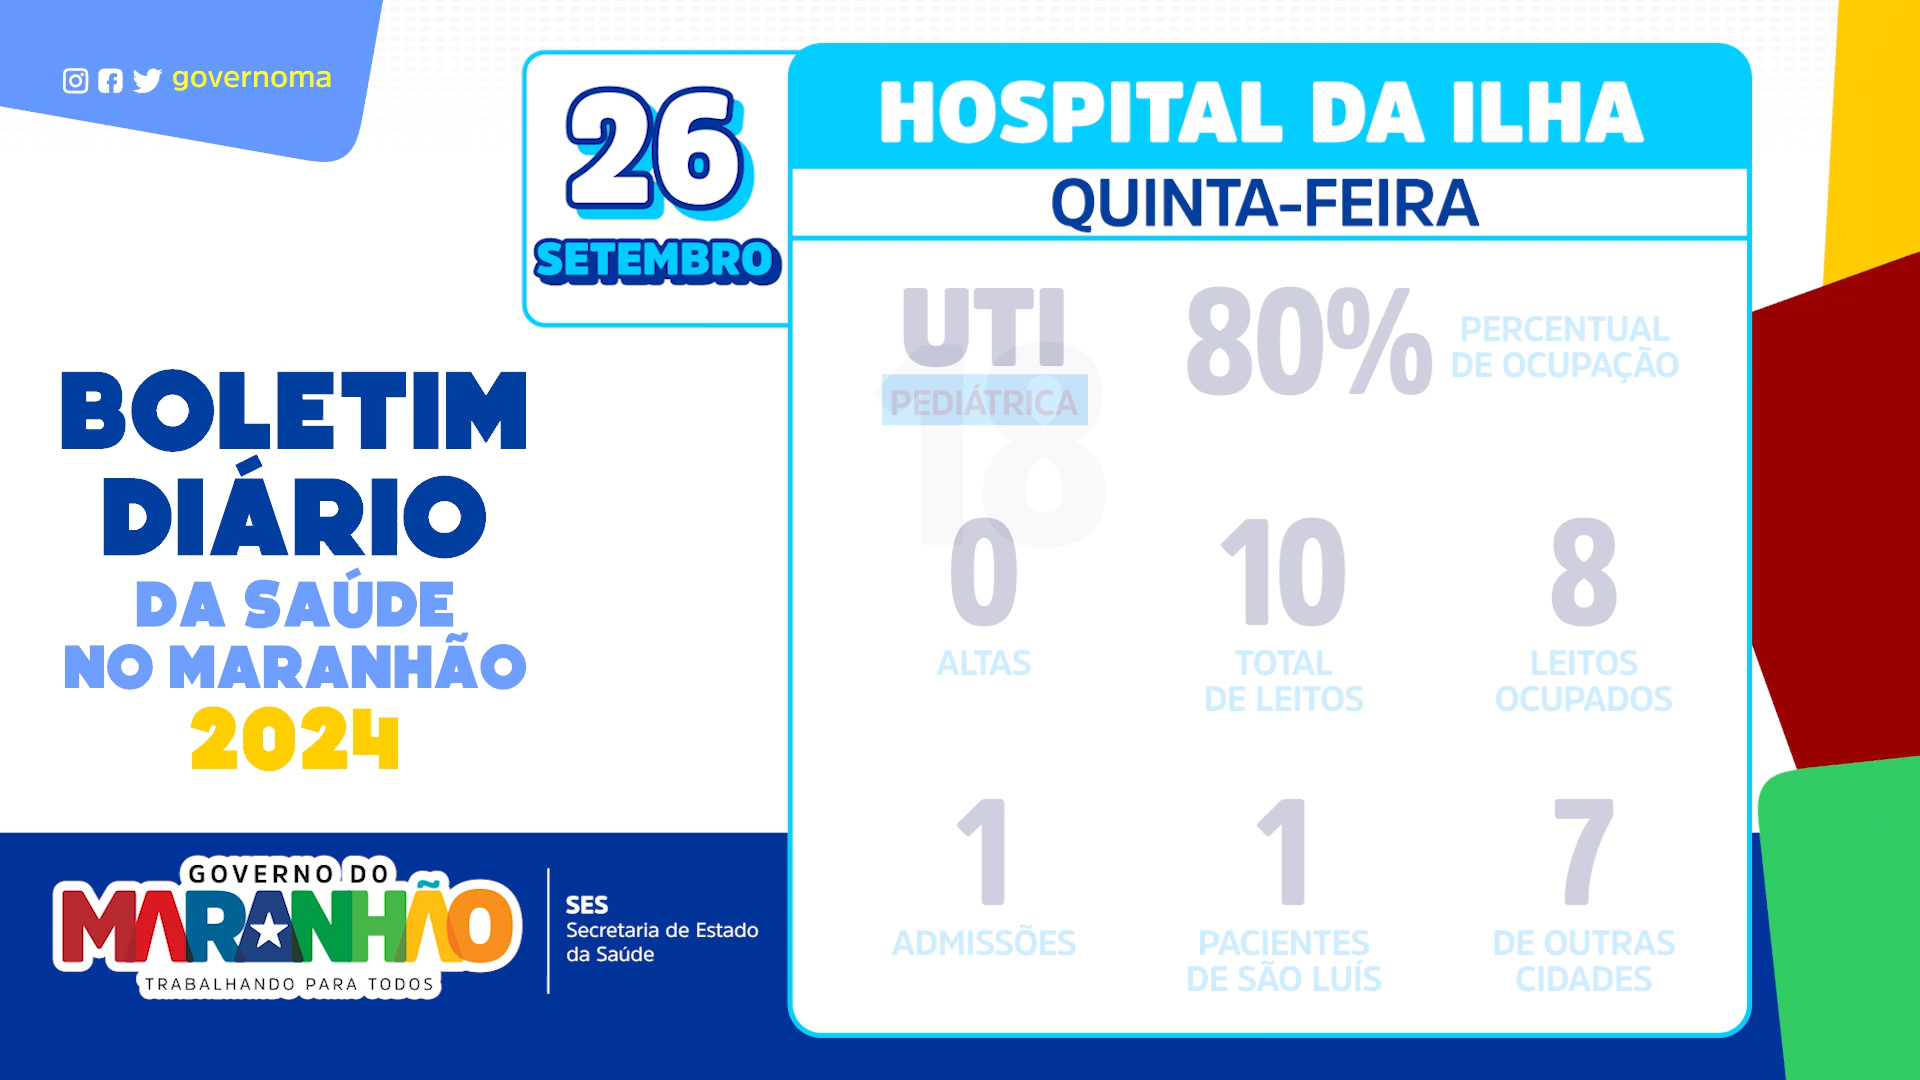 governoma
26
SETEMBRO
HOSPITAL DA ILHA
QUINTA-FEIRA
BOLETIM
DIÁRIO
DA SAÚDE
NO MARANHÃO
2024
UTI
PEDIÁTRICA
18
80%
PERCENTUAL
DE OCUPAÇÃO
0
ALTAS
10
TOTAL
DE LEITOS
8
LEITOS
OCUPADOS
1
ADMISSÕES
1
PACIENTES
DE SÃO LUÍS
7
DE OUTRAS
CIDADES
GOVERNO DO
MARANHÃO
TRABALHANDO PARA TODOS
SES
Secretaria de Estado
da Saúde